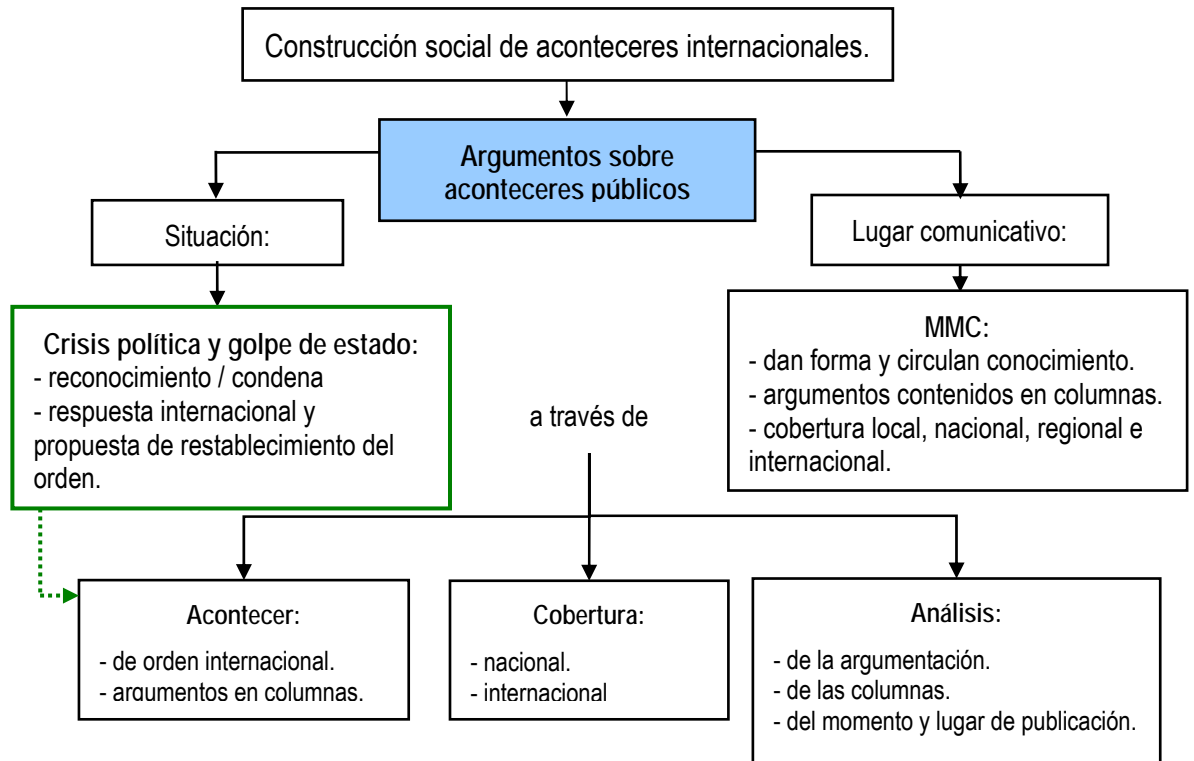 Construcción social de aconteceres internacionales.
Argumentos sobre
aconteceres públicos
Situación:
Lugar comunicativo:
Crisis política y golpe de estado:
- reconocimiento / condena
- respuesta internacional y
propuesta de restablecimiento del
orden.
MMC:
- dan forma y circulan conocimiento.
- argumentos contenidos en columnas.
- cobertura local, nacional, regional e
internacional.
a través de
Acontecer:
- de orden internacional.
- argumentos en columnas.
Cobertura:
- nacional.
- internacional
Análisis:
- de la argumentación.
- de las columnas.
- del momento y lugar de publicación.